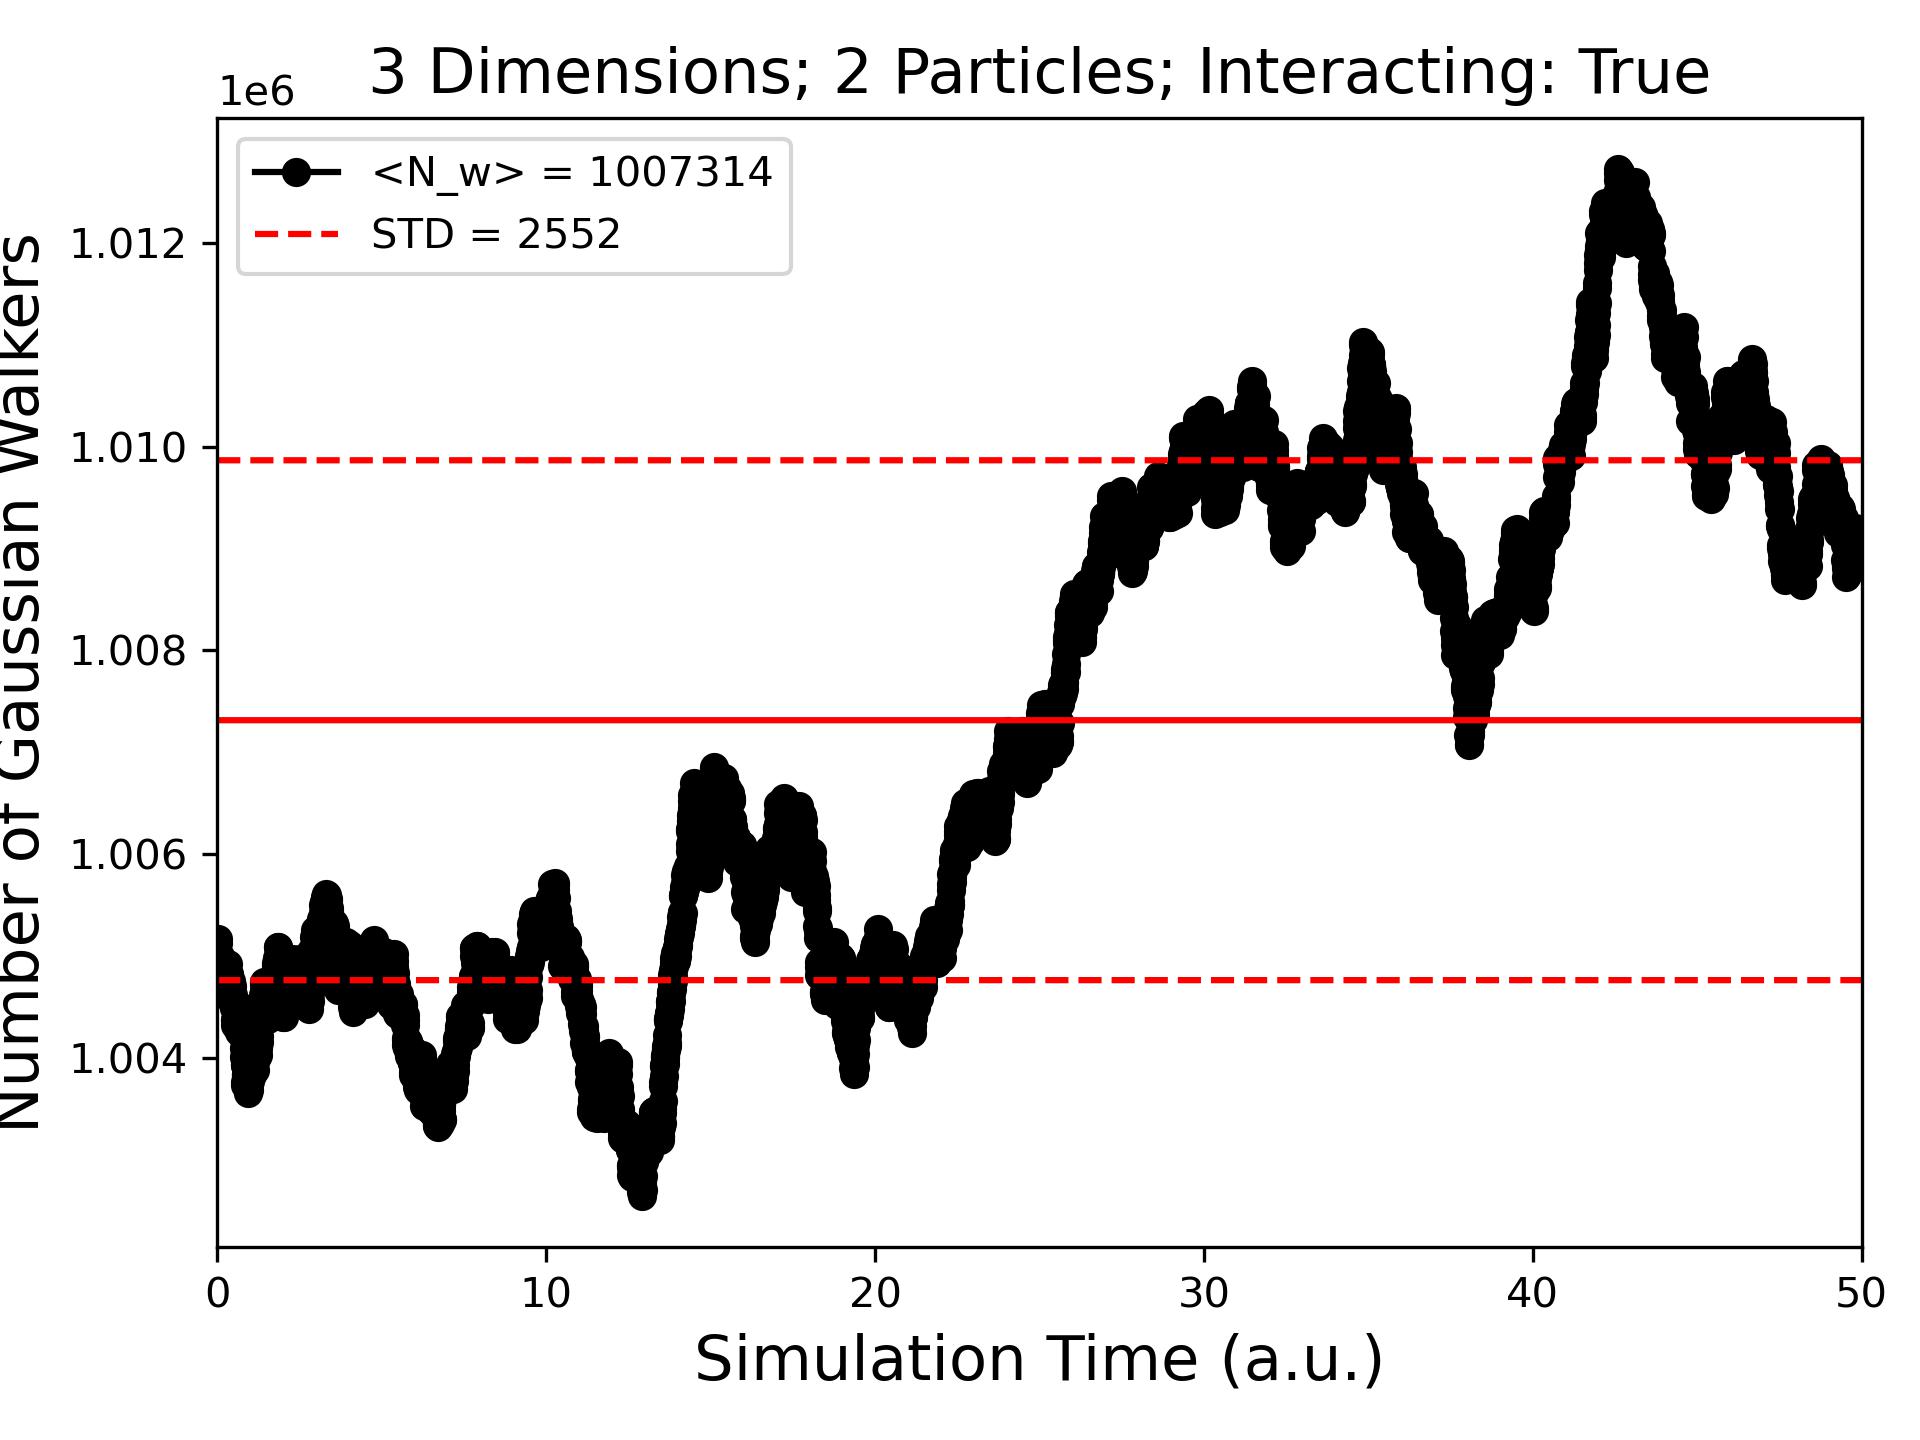 3 Dimensions; 2 Particles; Interacting: True
1e6
<N_w> = 1007314
STD = 2552
Number of Gaussian Walkers
1.012
1.010
1.008
1.006
1.004
0 10 20 30 40 50
Simulation Time (a.u.)